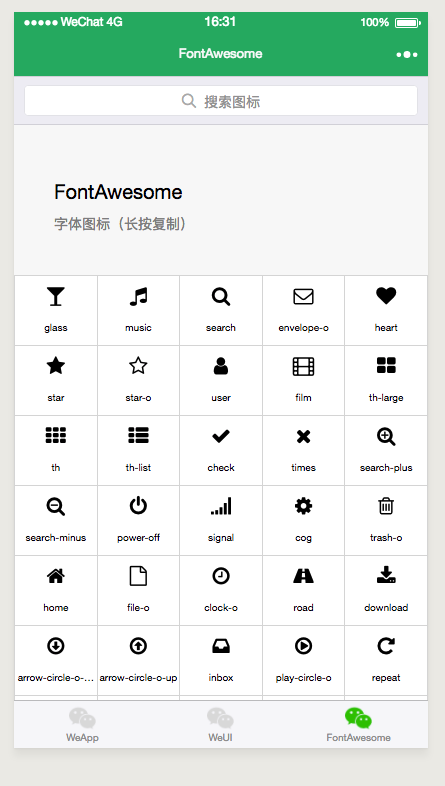 ●●●●● WeChat 4G 16:31 100%
FontAwesome
搜索图标
FontAwesome
字体图标（长按复制）
glass music search envelope-o heart
star star-o user film th-large
th th-list check times search-plus
search-minus power-off signal cog trash-o
home file-o clock-o road download
arrow-circle-o-... arrow-circle-o-up inbox play-circle-o repeat
WeApp WeUI FontAwesome